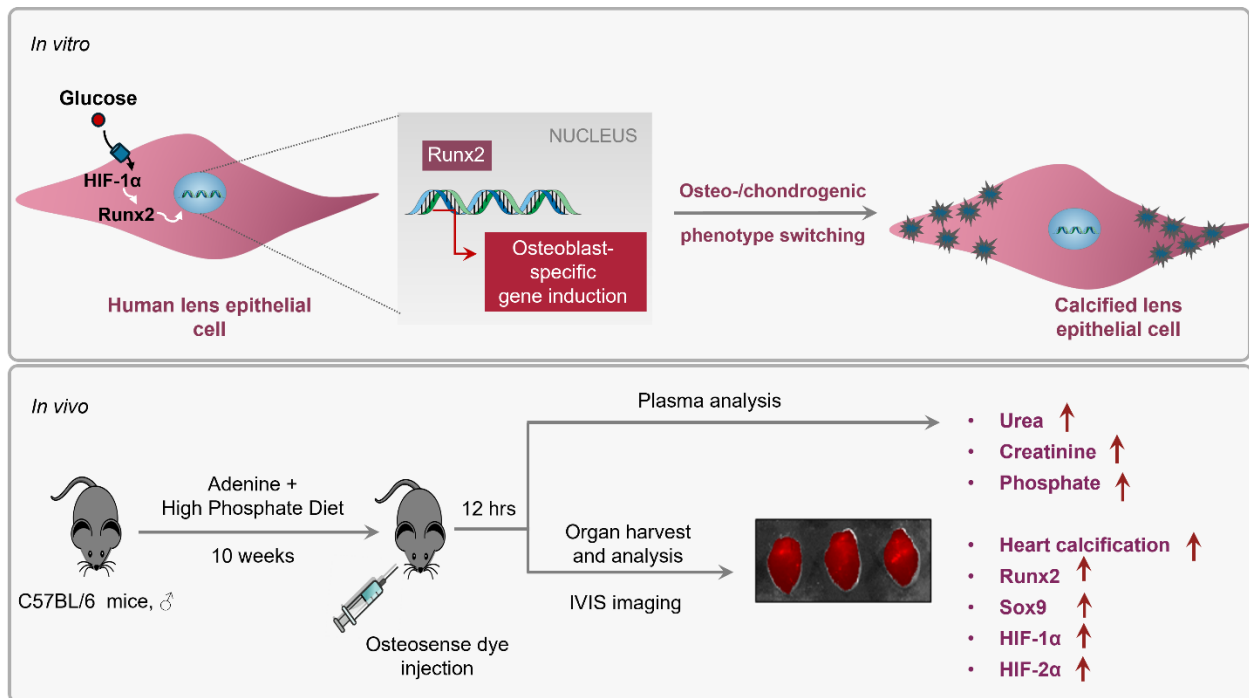 In vitro
Glucose
HIF-1α
Runx2
Human lens epithelial
cell
NUCLEUS
Runx2
Osteoblast-
specific
gene induction
Osteo-/chondrogenic
phenotype switching
Calcified lens
epithelial cell
In vivo
C57BL/6 mice, ♂
Adenine +
High Phosphate Diet
10 weeks
Osteosense dye
injection
12 hrs
Plasma analysis
Organ harvest
and analysis
IVIS imaging
• Urea ↑
• Creatinine ↑
• Phosphate ↑
• Heart calcification ↑
• Runx2 ↑
• Sox9 ↑
• HIF-1α ↑
• HIF-2α ↑